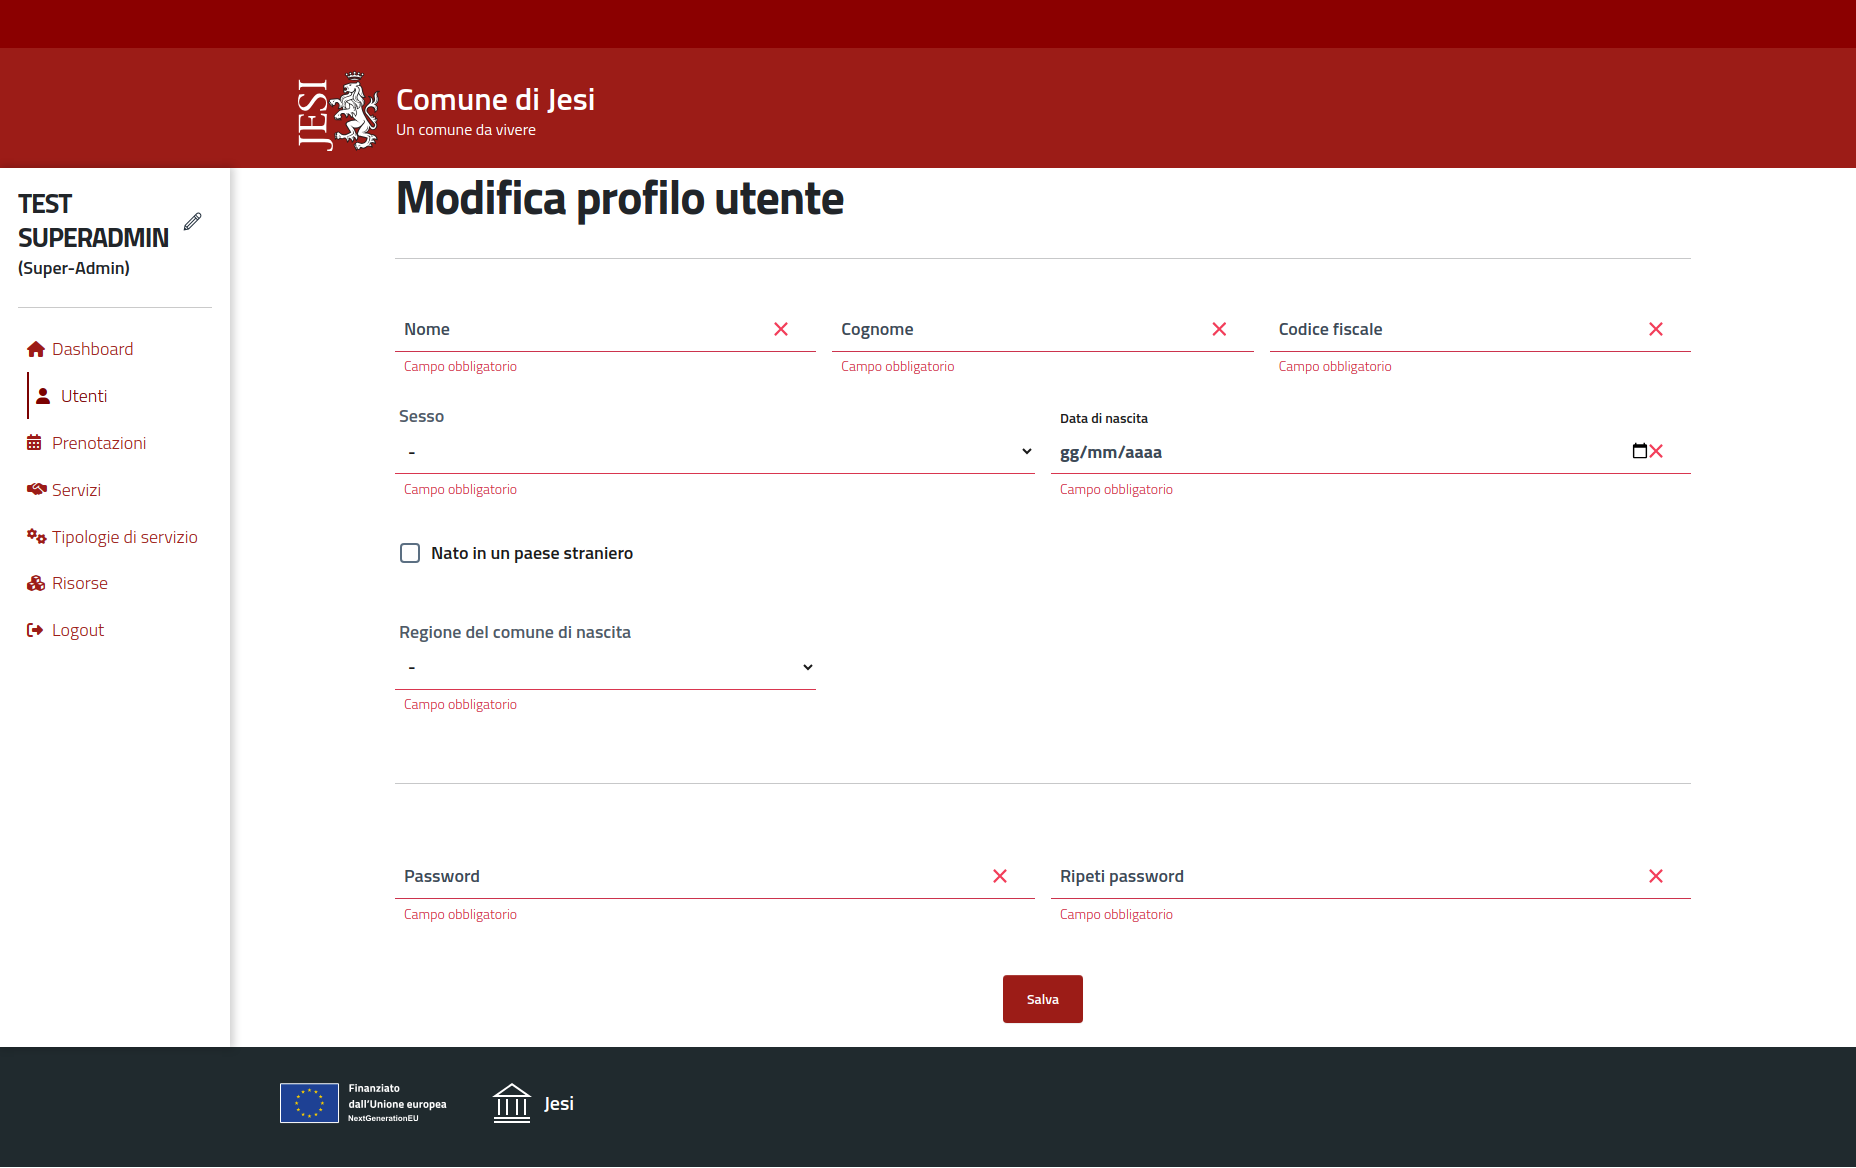 JESI
Comune di Jesi
Un comune da vivere
TEST
SUPERADMIN
(Super-Admin)
Dashboard
Utenti
Prenotazioni
Servizi
Tipologie di servizio
Risorse
Logout
Modifica profilo utente
Nome
Cognome
Codice fiscale
Campo obbligatorio
Campo obbligatorio
Campo obbligatorio
Sesso
Data di nascita
-
gg/mm/aaaa
Campo obbligatorio
Campo obbligatorio
Nato in un paese straniero
Regione del comune di nascita
-
Campo obbligatorio
Password
Ripeti password
Campo obbligatorio
Campo obbligatorio
Salva
Finanziato
dall'Unione europea
NextGenerationEU
Jesi